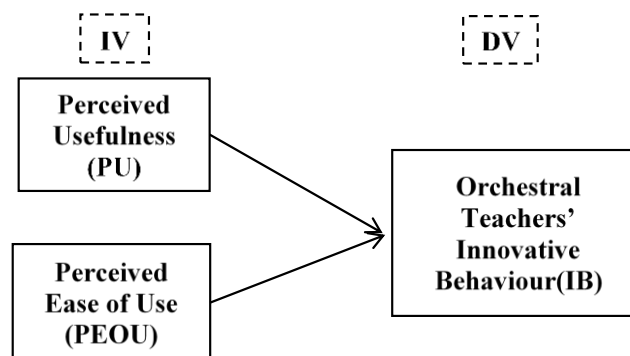 IV
DV
Perceived
Usefulness
(PU)
Orchestral
Teachers’
Innovative
Behaviour(IB)
Perceived
Ease of Use
(PEOU)